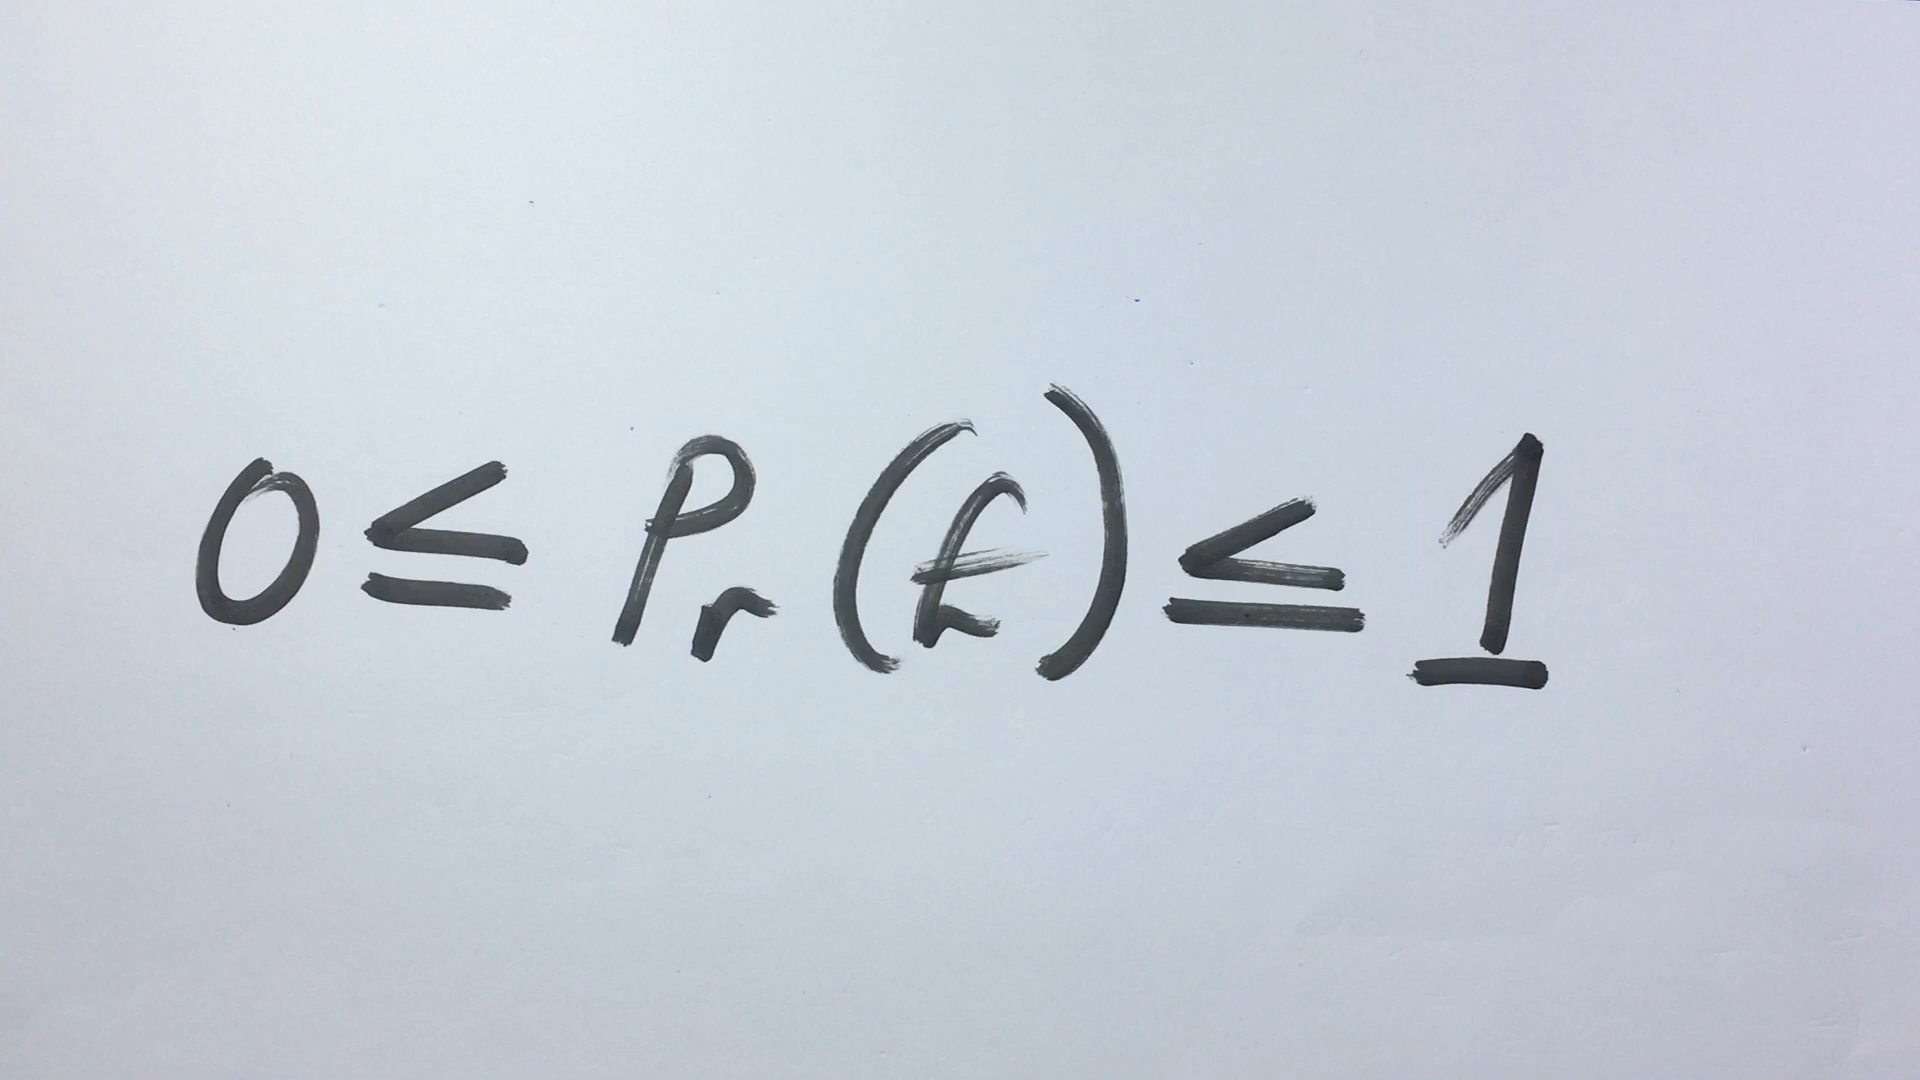 0 ≤ Pr(E) ≤ 1